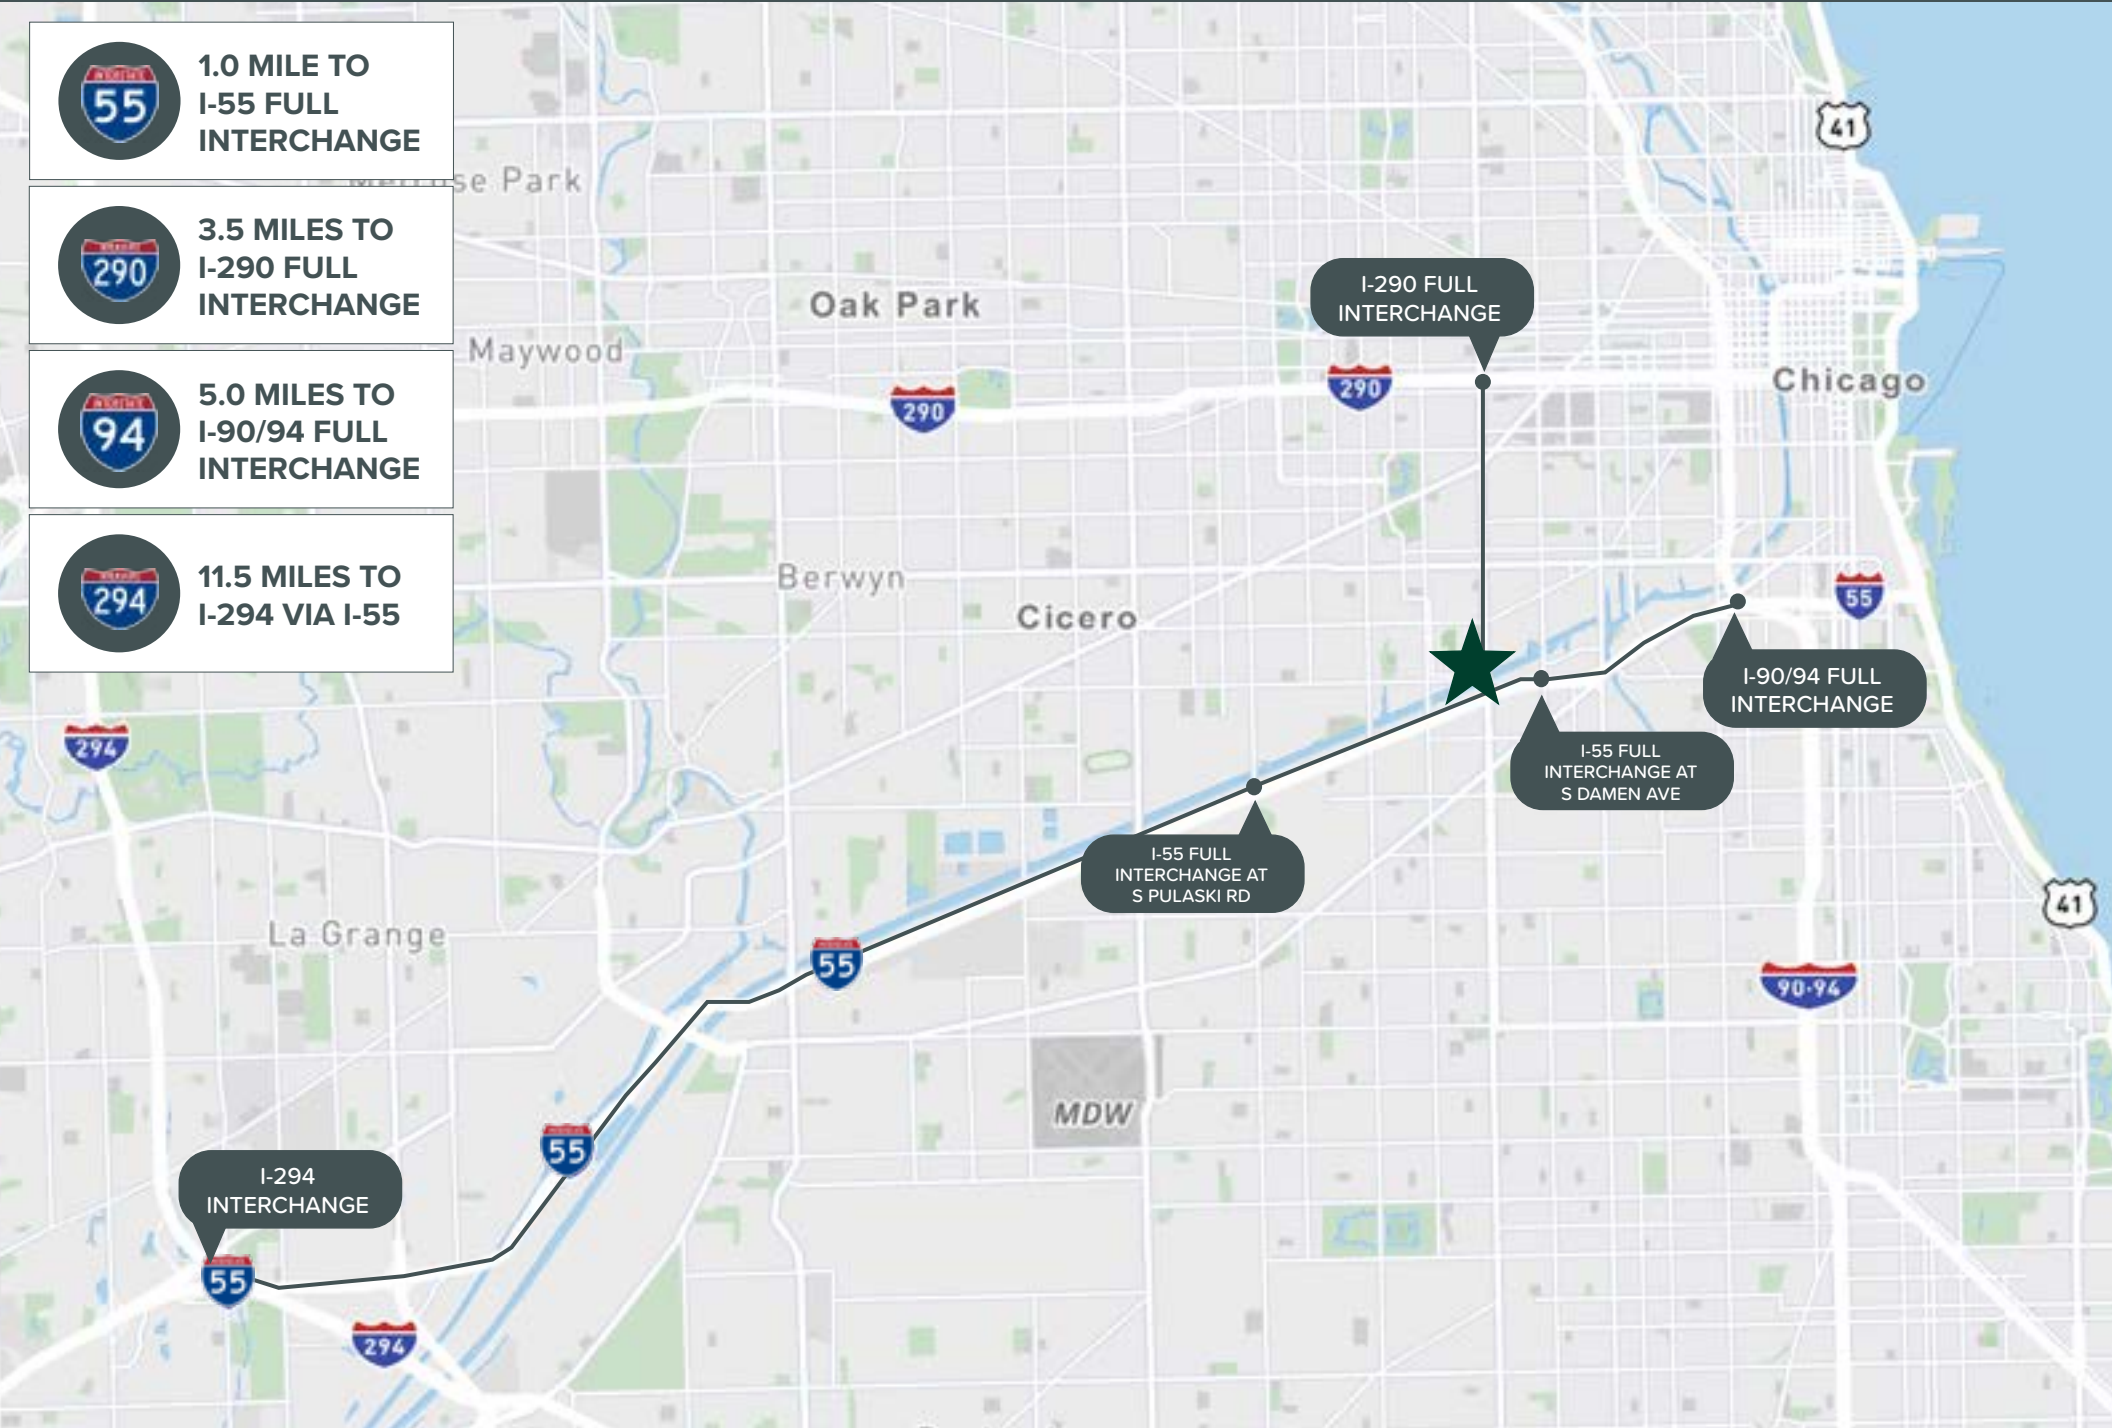 55
1.0 MILE TO
I-55 FULL
INTERCHANGE
290
3.5 MILES TO
I-290 FULL
INTERCHANGE
94
5.0 MILES TO
I-90/94 FULL
INTERCHANGE
294
11.5 MILES TO
I-294 VIA I-55
Melrose Park
Maywood
Oak Park
I-290 FULL
INTERCHANGE
41
290
290
Chicago
Berwyn
Cicero
55
I-90/94 FULL
INTERCHANGE
294
I-55 FULL
INTERCHANGE AT
S DAMEN AVE
I-55 FULL
INTERCHANGE AT
S PULASKI RD
41
La Grange
55
90-94
MDW
55
I-294
INTERCHANGE
55
294